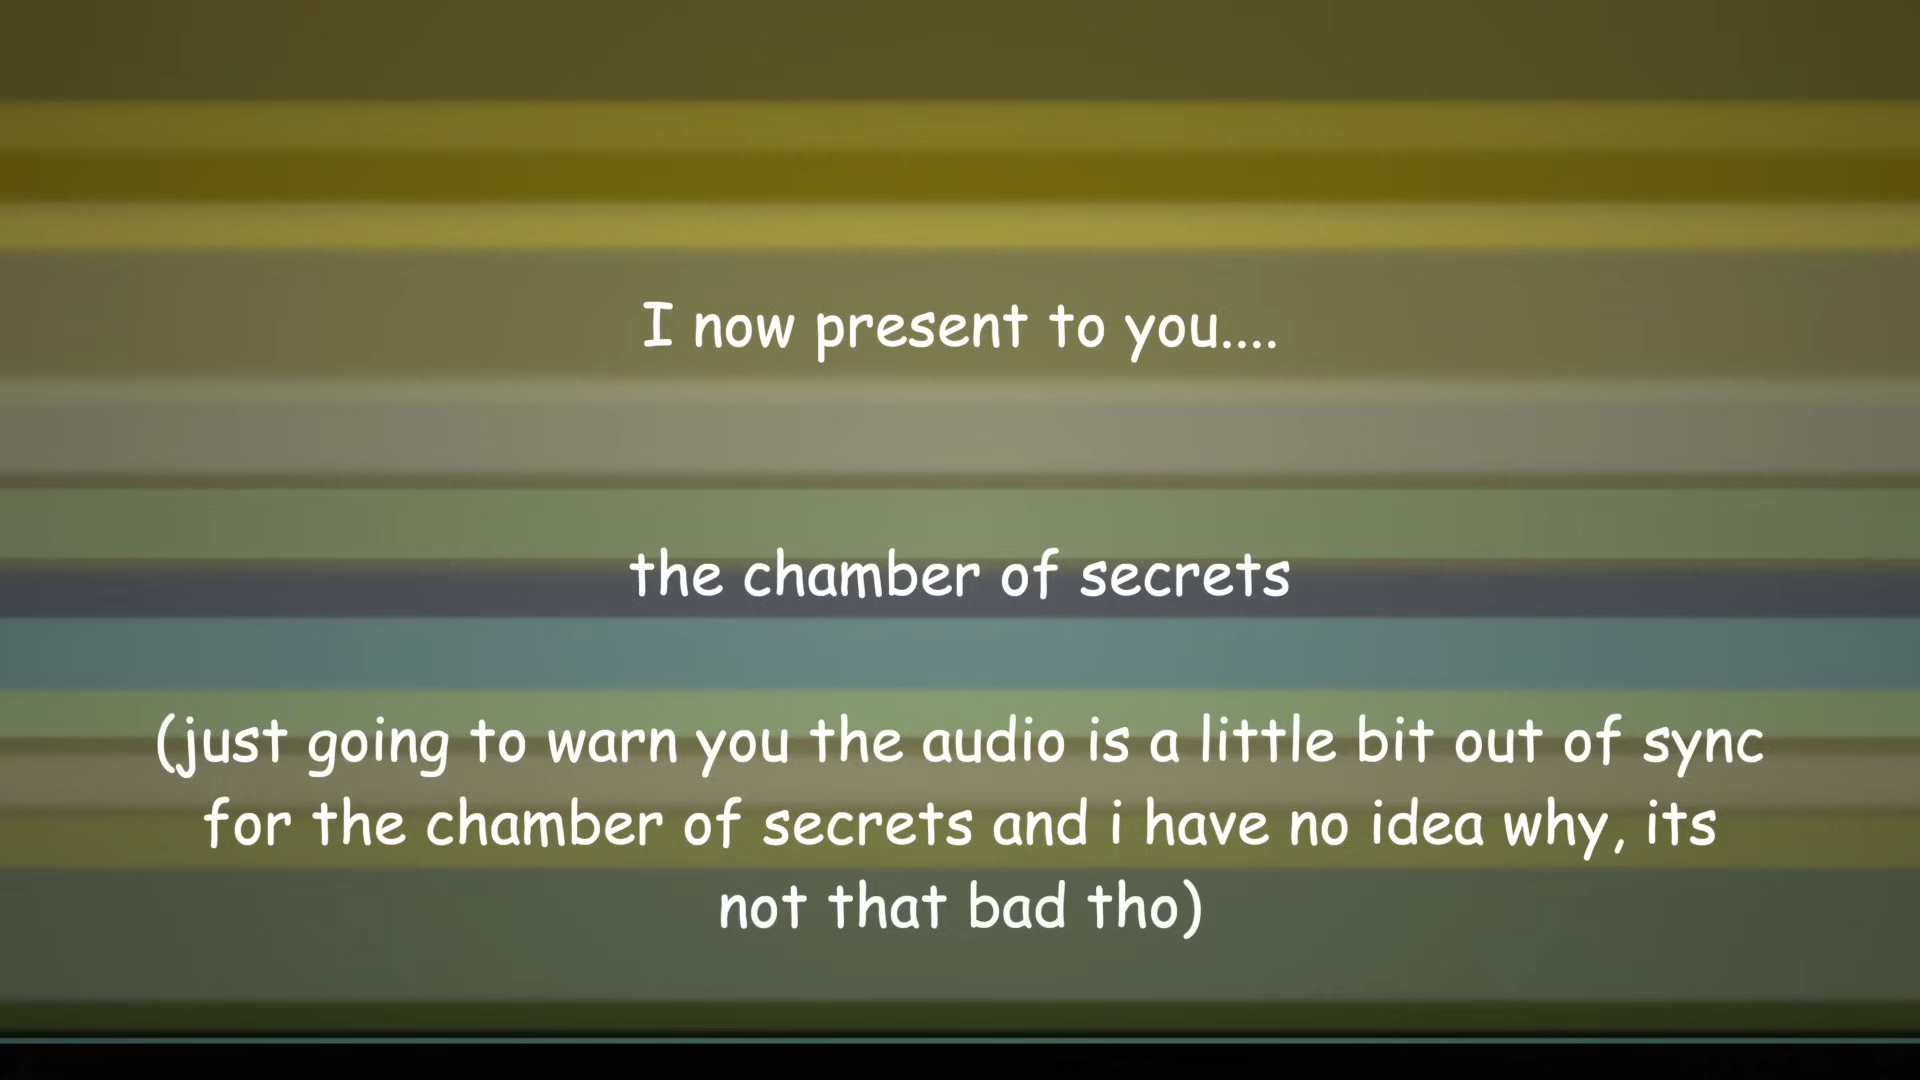 I now present to you....
the chamber of secrets
(just going to warn you the audio is a little bit out of sync
for the chamber of secrets and i have no idea why, its
not that bad tho)